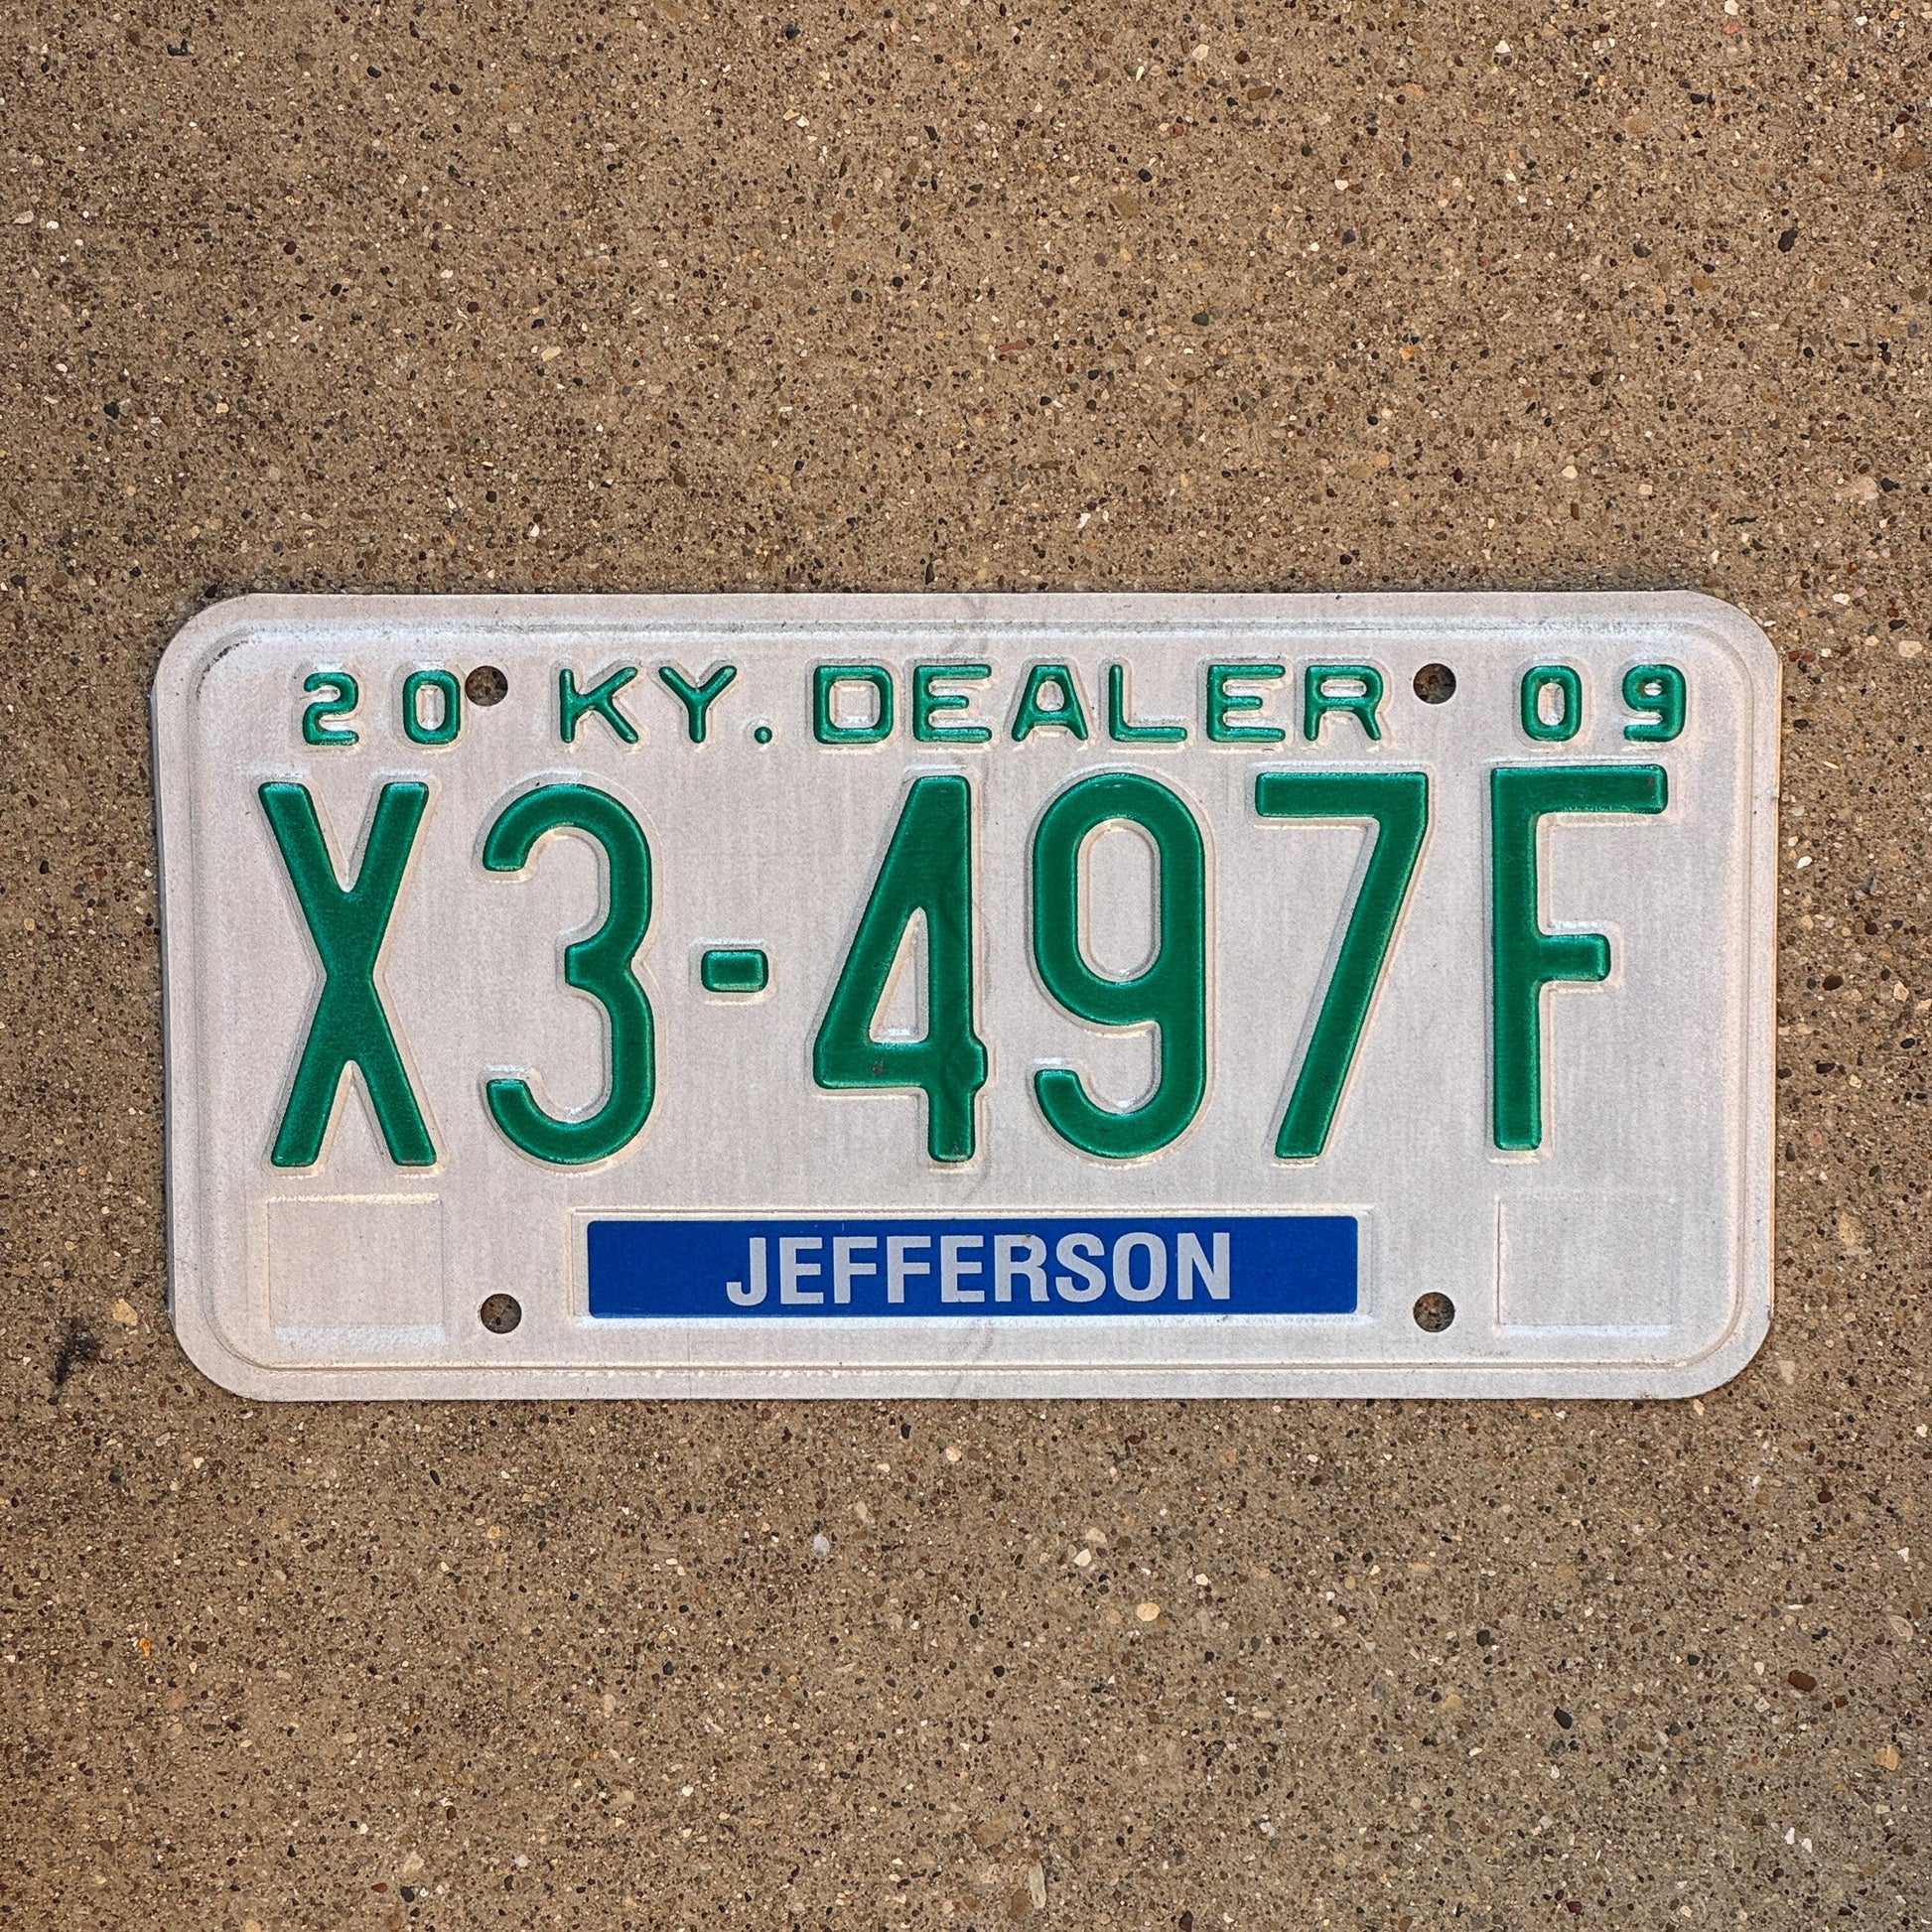 20 KY. DEALER 09
X3-497F
JEFFERSON